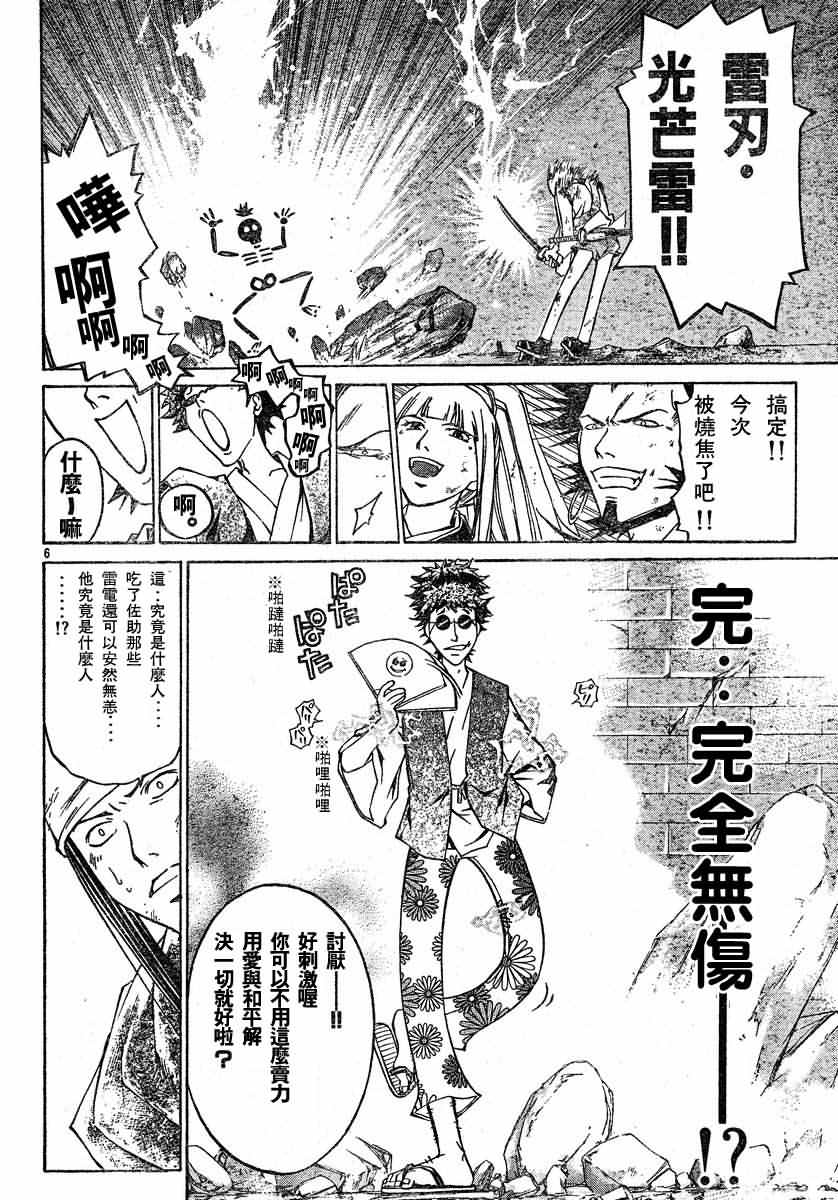 雷刃．
光芒雷!!
嘩
啊
啊
啊
啊
搞定!!
今次
被燒焦了吧!!
啊
啊
啊
啊
啊
啊
啊
啊。
什麼~嘛
6
完‥完全無傷——!?
ぱた
ぱた
※啪躂啪躂
※啪哩啪哩
討厭——!!
好刺激喔
你可以不用這麼賣力
用愛與和平解
決一切就好啦?
這‥究竟是什麼人‥‥
吃了佐助那些
雷電還可以安然無恙‥‥
他究竟是什麼人
‥‥‥!?